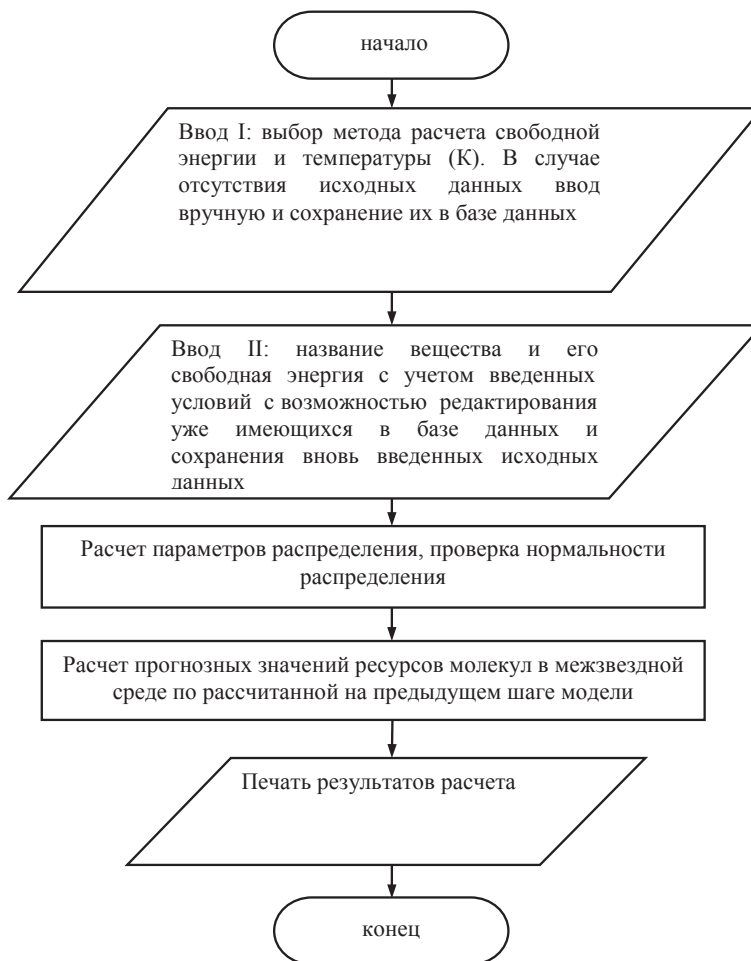 начало
Ввод I: выбор метода расчета свободной
энергии и температуры (К). В случае
отсутствия исходных данных ввод
вручную и сохранение их в базе данных
Ввод II: название вещества и его
свободная энергия с учетом введенных
условий с возможностью редактирования
уже имеющихся в базе данных и
сохранения вновь введенных исходных
данных
Расчет параметров распределения, проверка нормальности
распределения
Расчет прогнозных значений ресурсов молекул в межзвездной
среде по рассчитанной на предыдущем шаге модели
Печать результатов расчета
конец